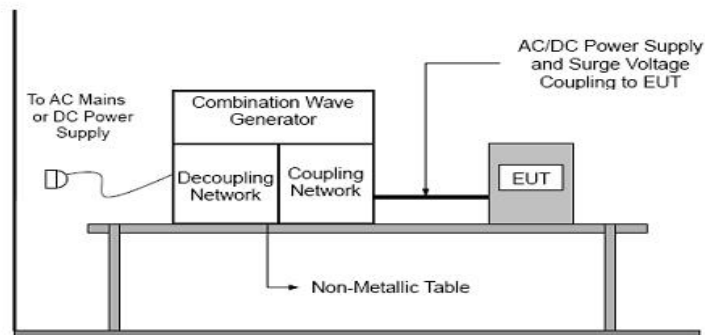 AC/DC Power Supply
and Surge Voltage
Coupling to EUT
To AC Mains
or DC Power
Supply
Combination Wave
Generator
Decoupling
Network
Coupling
Network
EUT
Non-Metallic Table